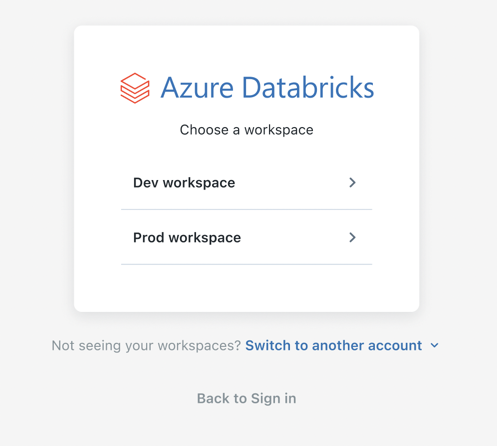 Azure Databricks
Choose a workspace
Dev workspace
Prod workspace
Not seeing your workspaces? Switch to another account
Back to Sign in